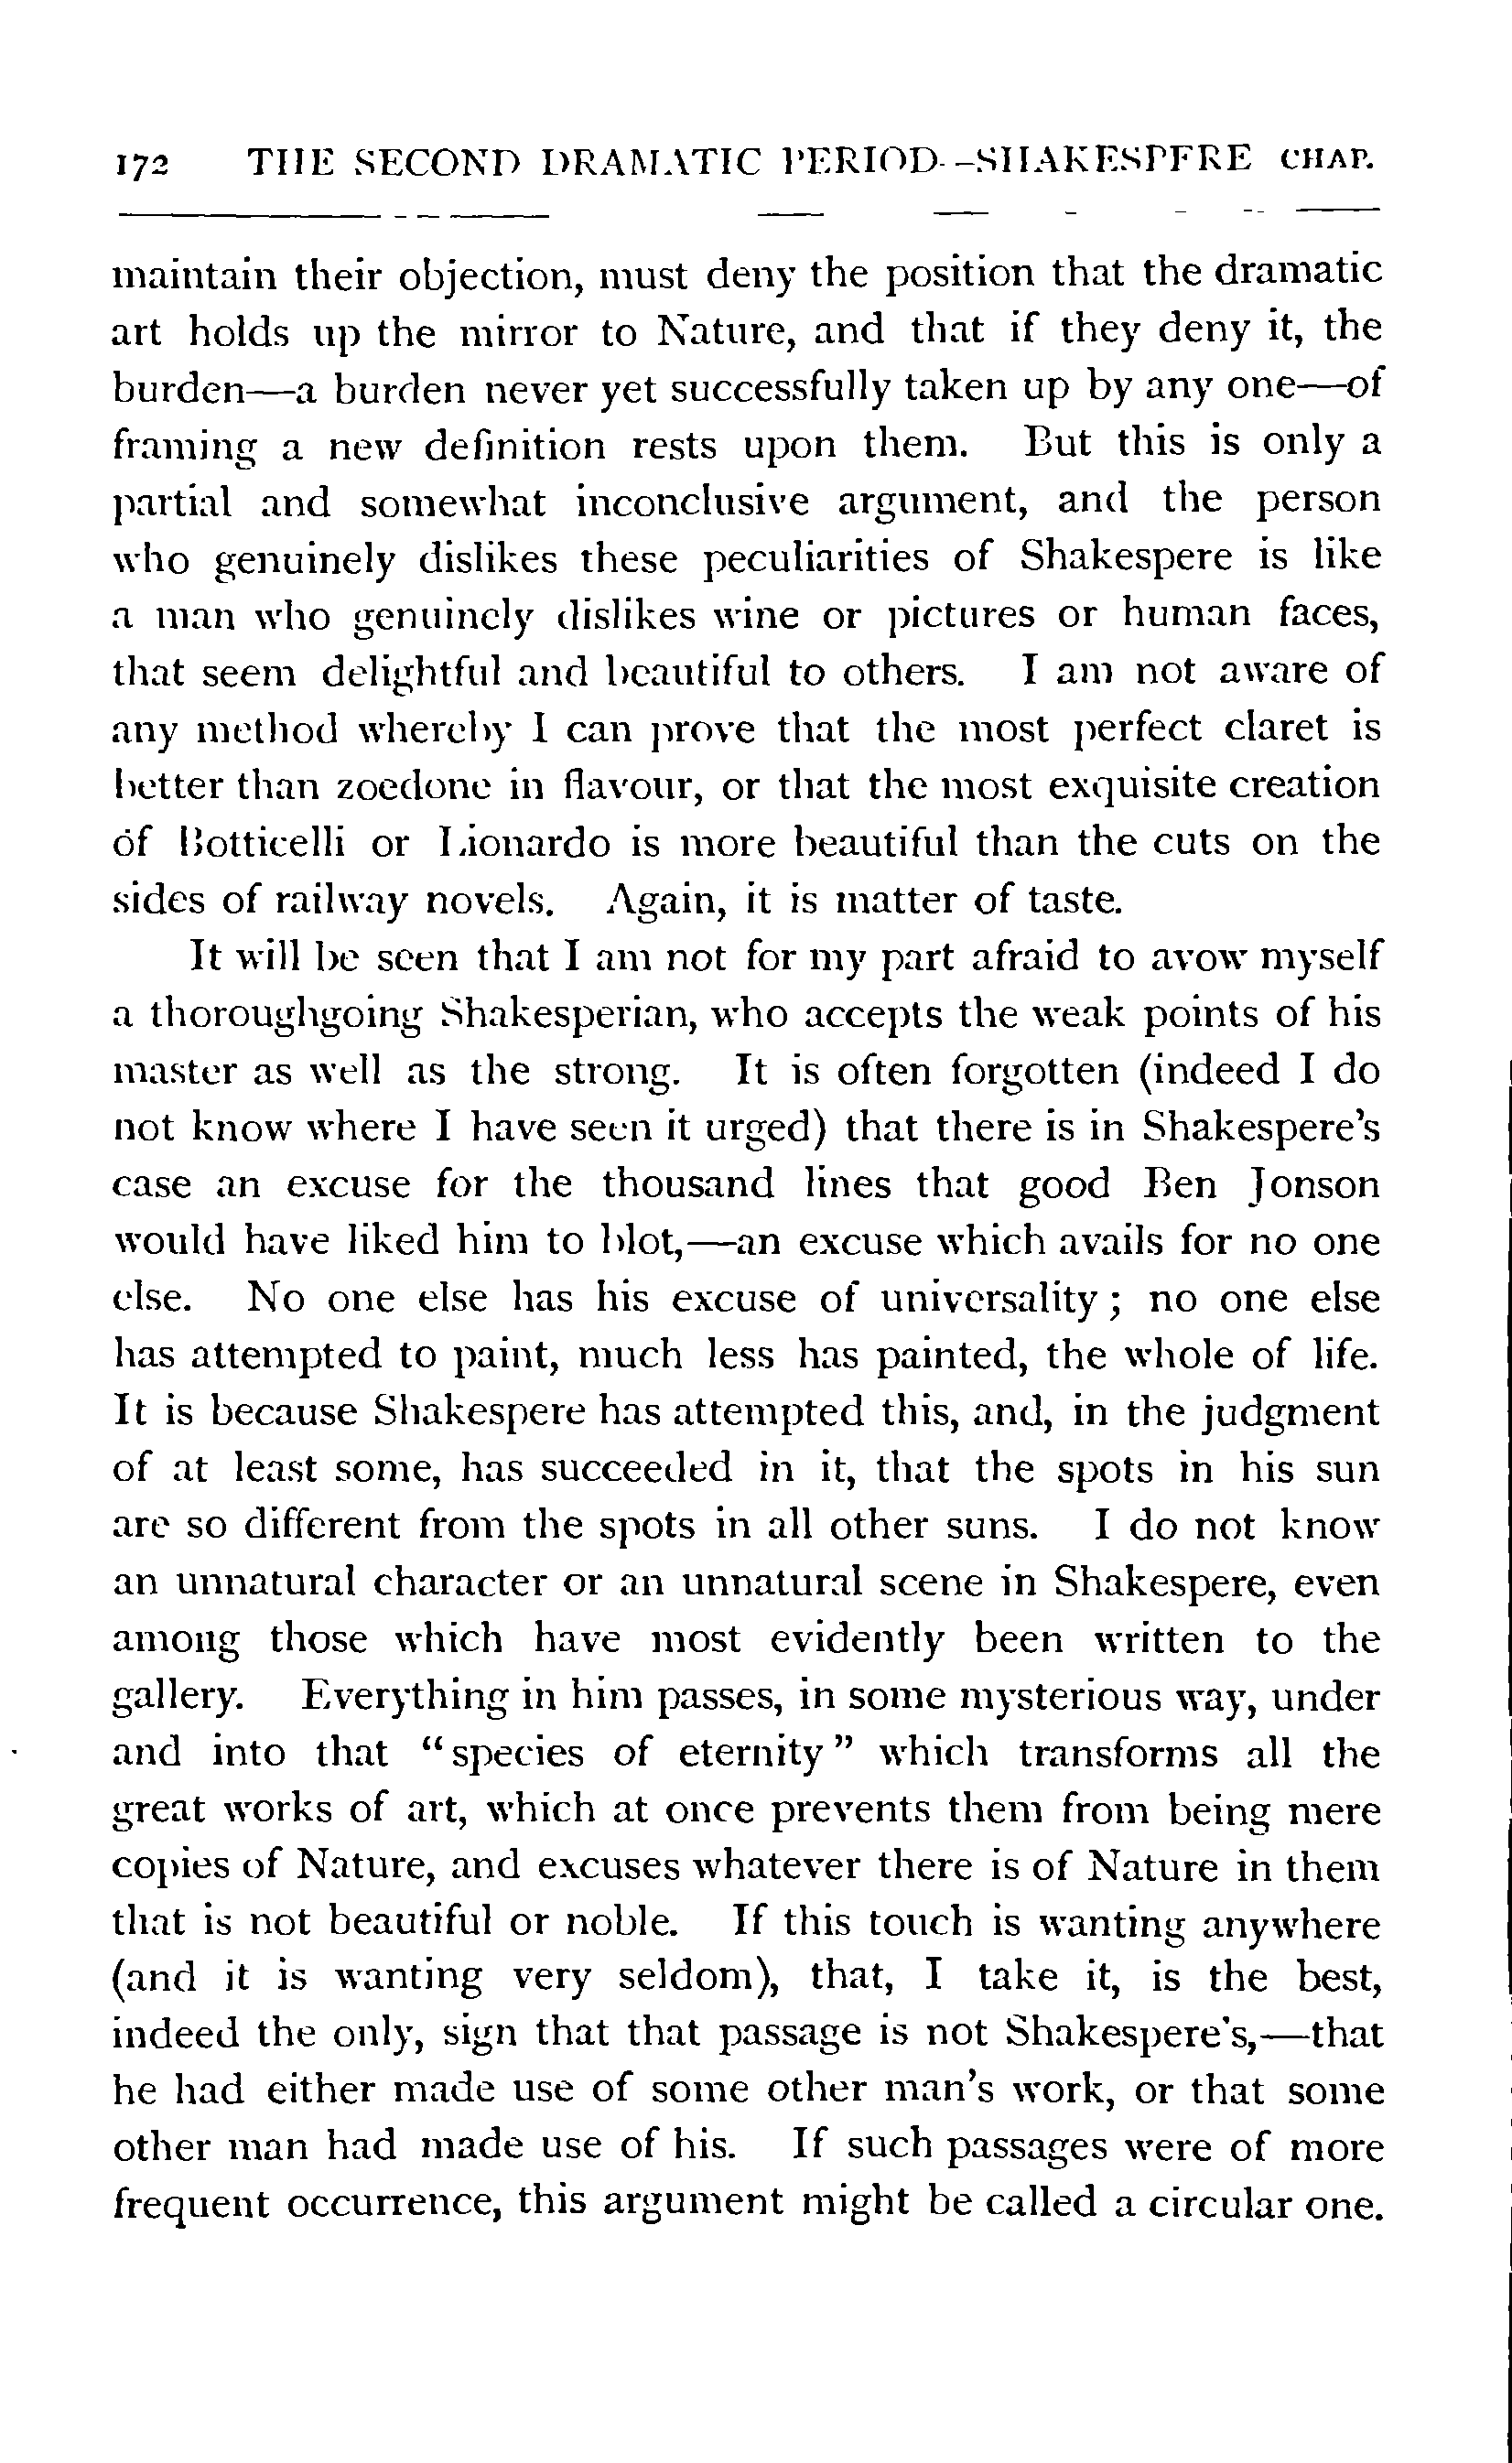 172 THE SECOND DRAMATIC PERIOD--SHAKESPERE CHAP.
maintain their objection, must deny the position that the dramatic
art holds up the mirror to Nature, and that if they deny it, the
burden—a burden never yet successfully taken up by any one—of
framing a new definition rests upon them. But this is only a
partial and somewhat inconclusive argument, and the person
who genuinely dislikes these peculiarities of Shakespere is like
a man who genuinely dislikes wine or pictures or human faces,
that seem delightful and beautiful to others. I am not aware of
any method whereby I can prove that the most perfect claret is
better than zoedone in flavour, or that the most exquisite creation
of Botticelli or Lionardo is more beautiful than the cuts on the
sides of railway novels. Again, it is matter of taste.
It will be seen that I am not for my part afraid to avow myself
a thoroughgoing Shakesperian, who accepts the weak points of his
master as well as the strong. It is often forgotten (indeed I do
not know where I have seen it urged) that there is in Shakespere's
case an excuse for the thousand lines that good Ben Jonson
would have liked him to blot,—an excuse which avails for no one
else. No one else has his excuse of universality; no one else
has attempted to paint, much less has painted, the whole of life.
It is because Shakespere has attempted this, and, in the judgment
of at least some, has succeeded in it, that the spots in his sun
are so different from the spots in all other suns. I do not know
an unnatural character or an unnatural scene in Shakespere, even
among those which have most evidently been written to the
gallery. Everything in him passes, in some mysterious way, under
and into that "species of eternity" which transforms all the
great works of art, which at once prevents them from being mere
copies of Nature, and excuses whatever there is of Nature in them
that is not beautiful or noble. If this touch is wanting anywhere
(and it is wanting very seldom), that, I take it, is the best,
indeed the only, sign that that passage is not Shakespere's,—that
he had either made use of some other man's work, or that some
other man had made use of his. If such passages were of more
frequent occurrence, this argument might be called a circular one.